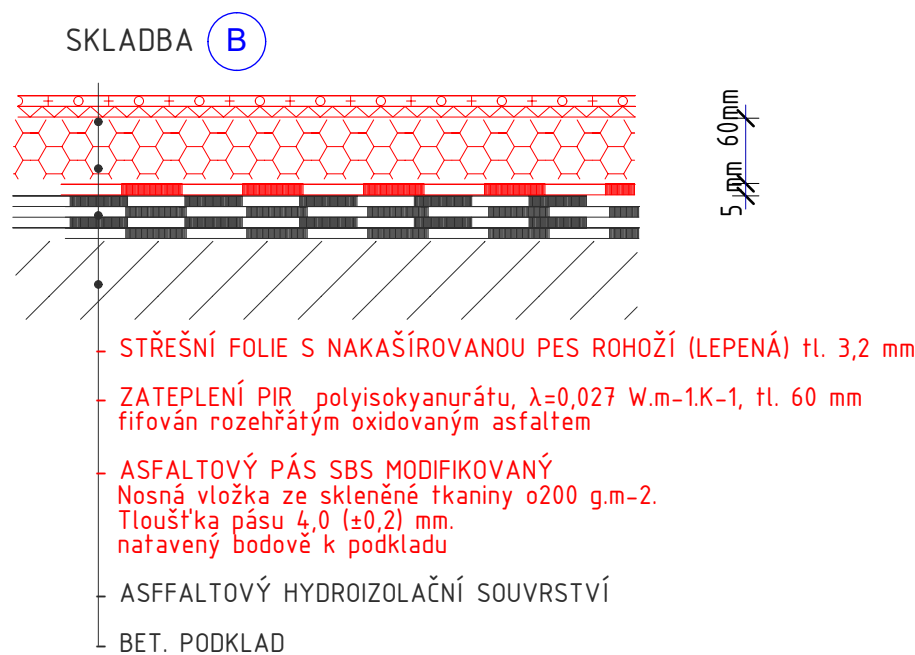 SKLADBA B
60mm
5 mm
STŘEŠNÍ FOLIE S NAKAŠÍROVANOU PES ROHOŽÍ (LEPENÁ) tl. 3,2 mm
ZATEPLENÍ PIR polyisokyanurátu, λ=0,027 W.m-1.K-1, tl. 60 mm
fifován rozehřátým oxidovaným asfaltem
ASFALTOVÝ PÁS SBS MODIFIKOVANÝ
Nosná vložka ze skleněné tkaniny o200 g.m-2.
Tloušťka pásu 4,0 (±0,2) mm.
natavený bodově k podkladu
ASFFALTOVÝ HYDROIZOLAČNÍ SOUVRSTVÍ
BET. PODKLAD